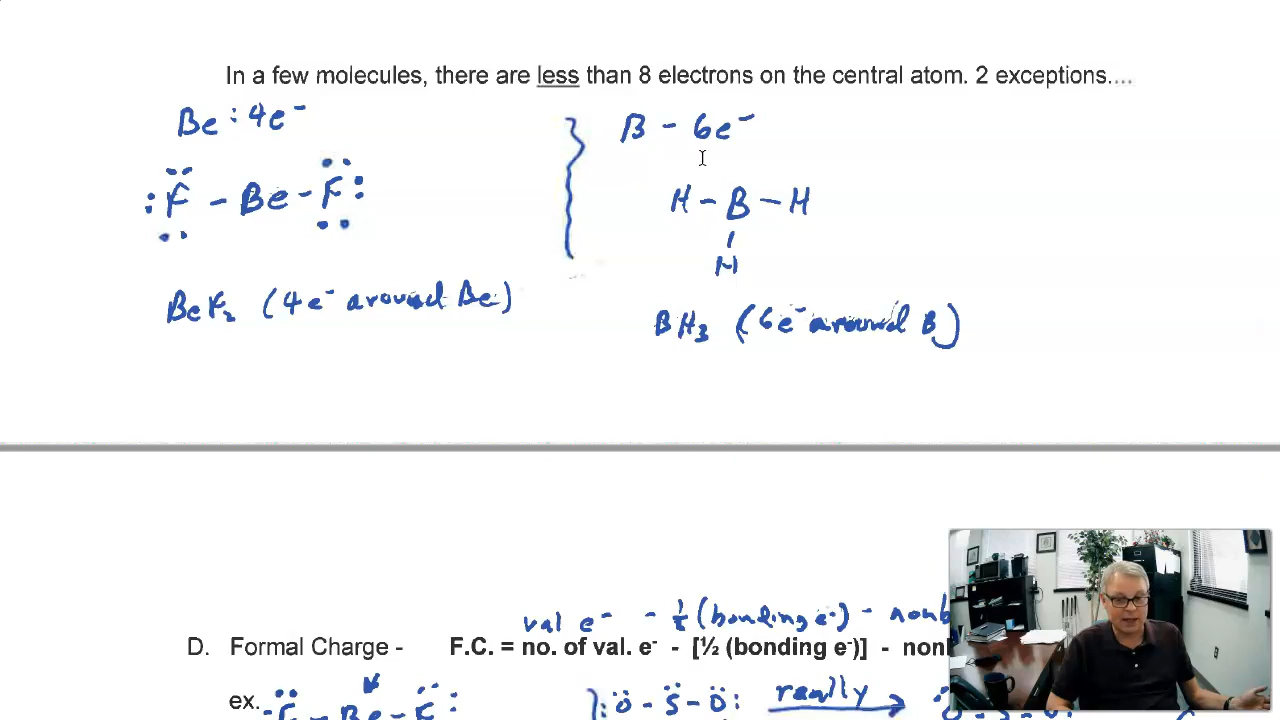 In a few molecules, there are less than 8 electrons on the central atom. 2 exceptions....
Be : 4e⁻
B - 6e⁻
:F - Be - F:
H - B - H
H
BeF₂ (4e⁻ around Be)
BH₃ (6e⁻ around B)
val e⁻ - ½ (bonding e⁻) - nonb
D. Formal Charge - F.C. = no. of val. e⁻ - [½ (bonding e⁻)] - non
ex. F - Be - F: :O - S - O: really